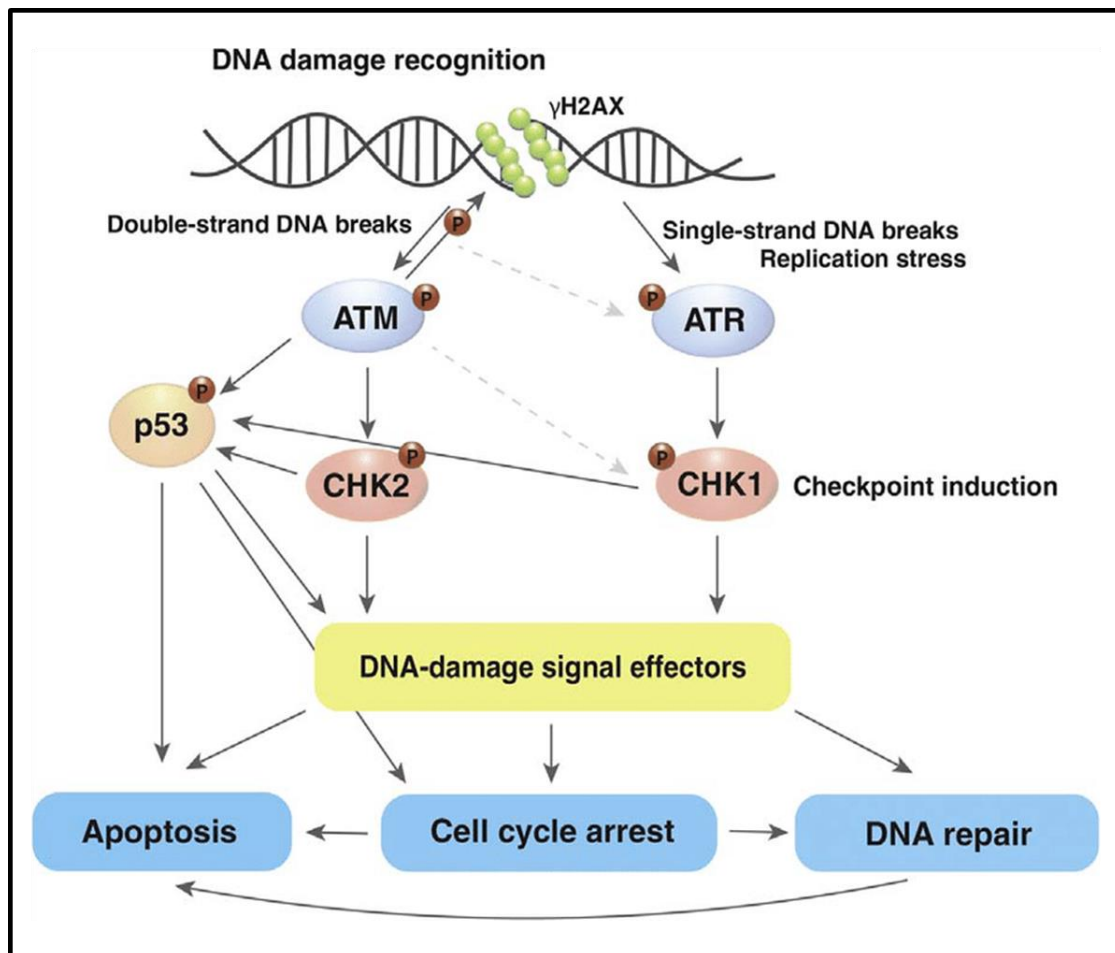 DNA damage recognition
γH2AX
Double-strand DNA breaks
P
Single-strand DNA breaks
Replication stress
ATM
P
P
ATR
p53
P
CHK2
P
P
CHK1
Checkpoint induction
DNA-damage signal effectors
Apoptosis
Cell cycle arrest
DNA repair